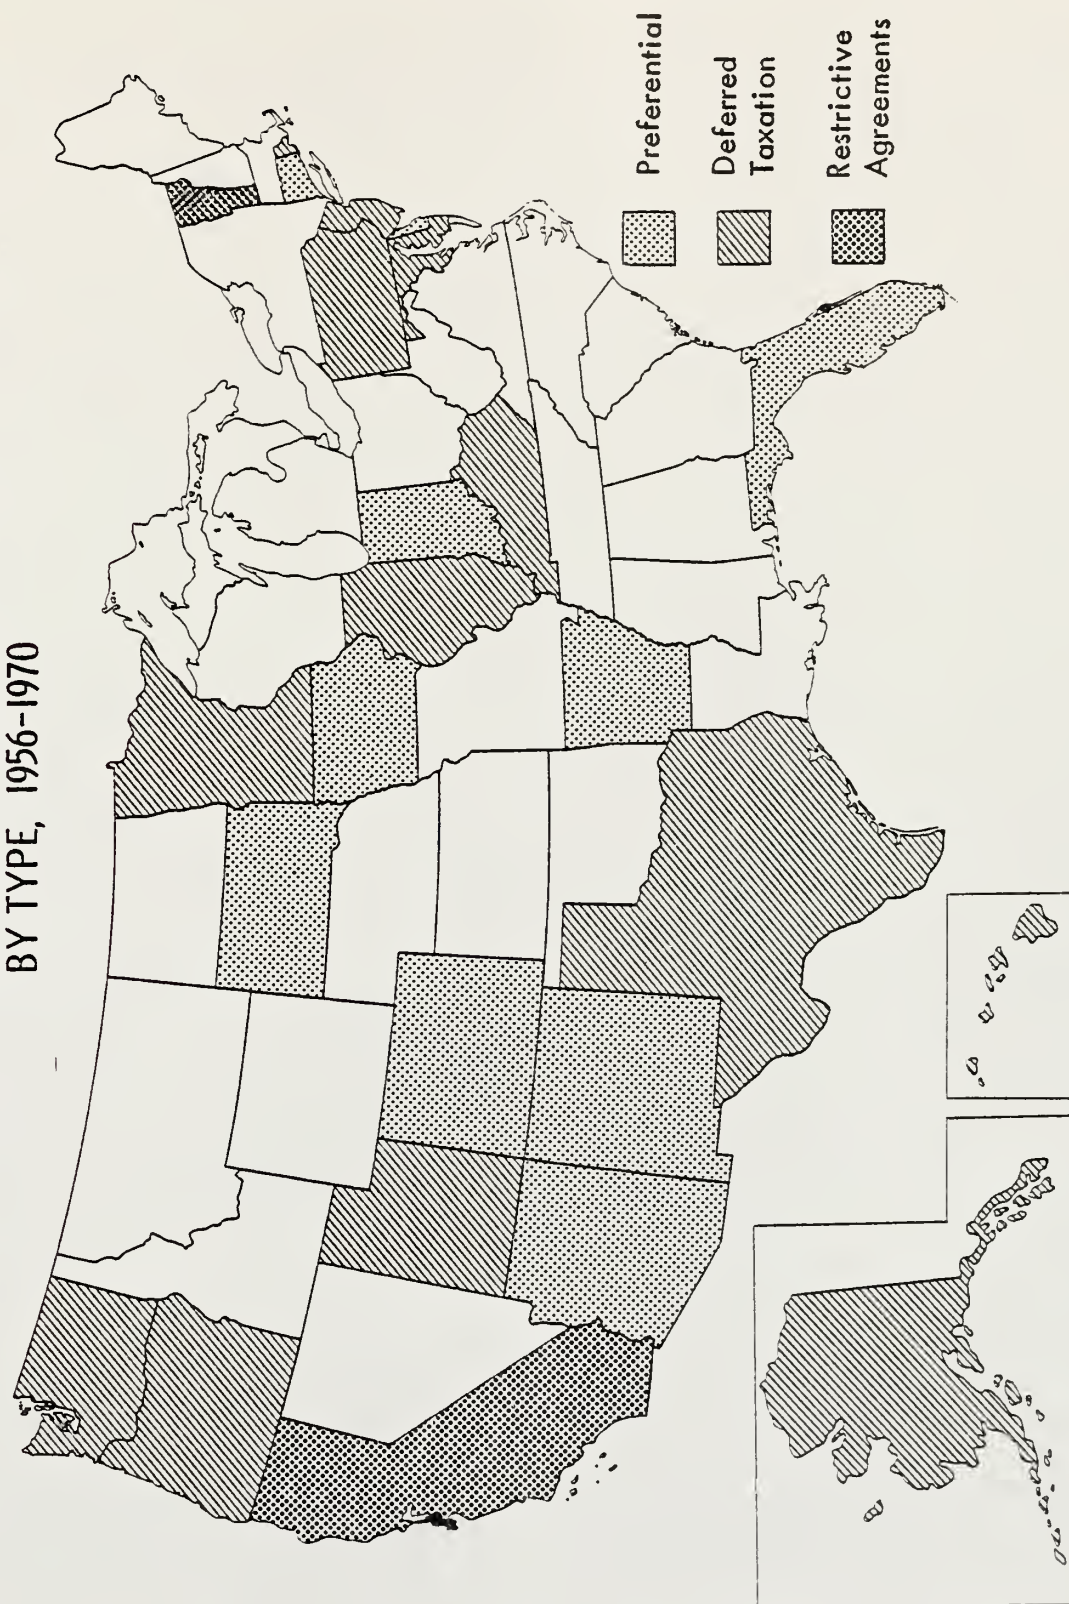 BY TYPE, 1956-1970
Preferential
Deferred
Taxation
Restrictive
Agreements